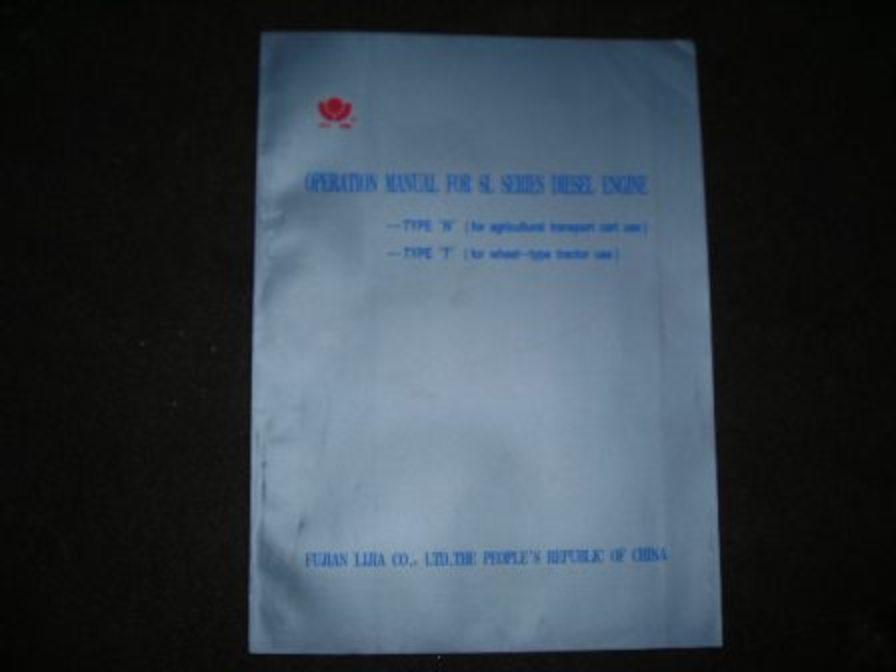 OPERATION MANUAL FOR SL SERIES DIESEL ENGINE
—TYPE "N" (for agricultural transport cart use)
—TYPE "T" (for wheel-type tractor use)
FUJIAN LIJIA CO., LTD.THE PEOPLE'S REPUBLIC OF CHINA